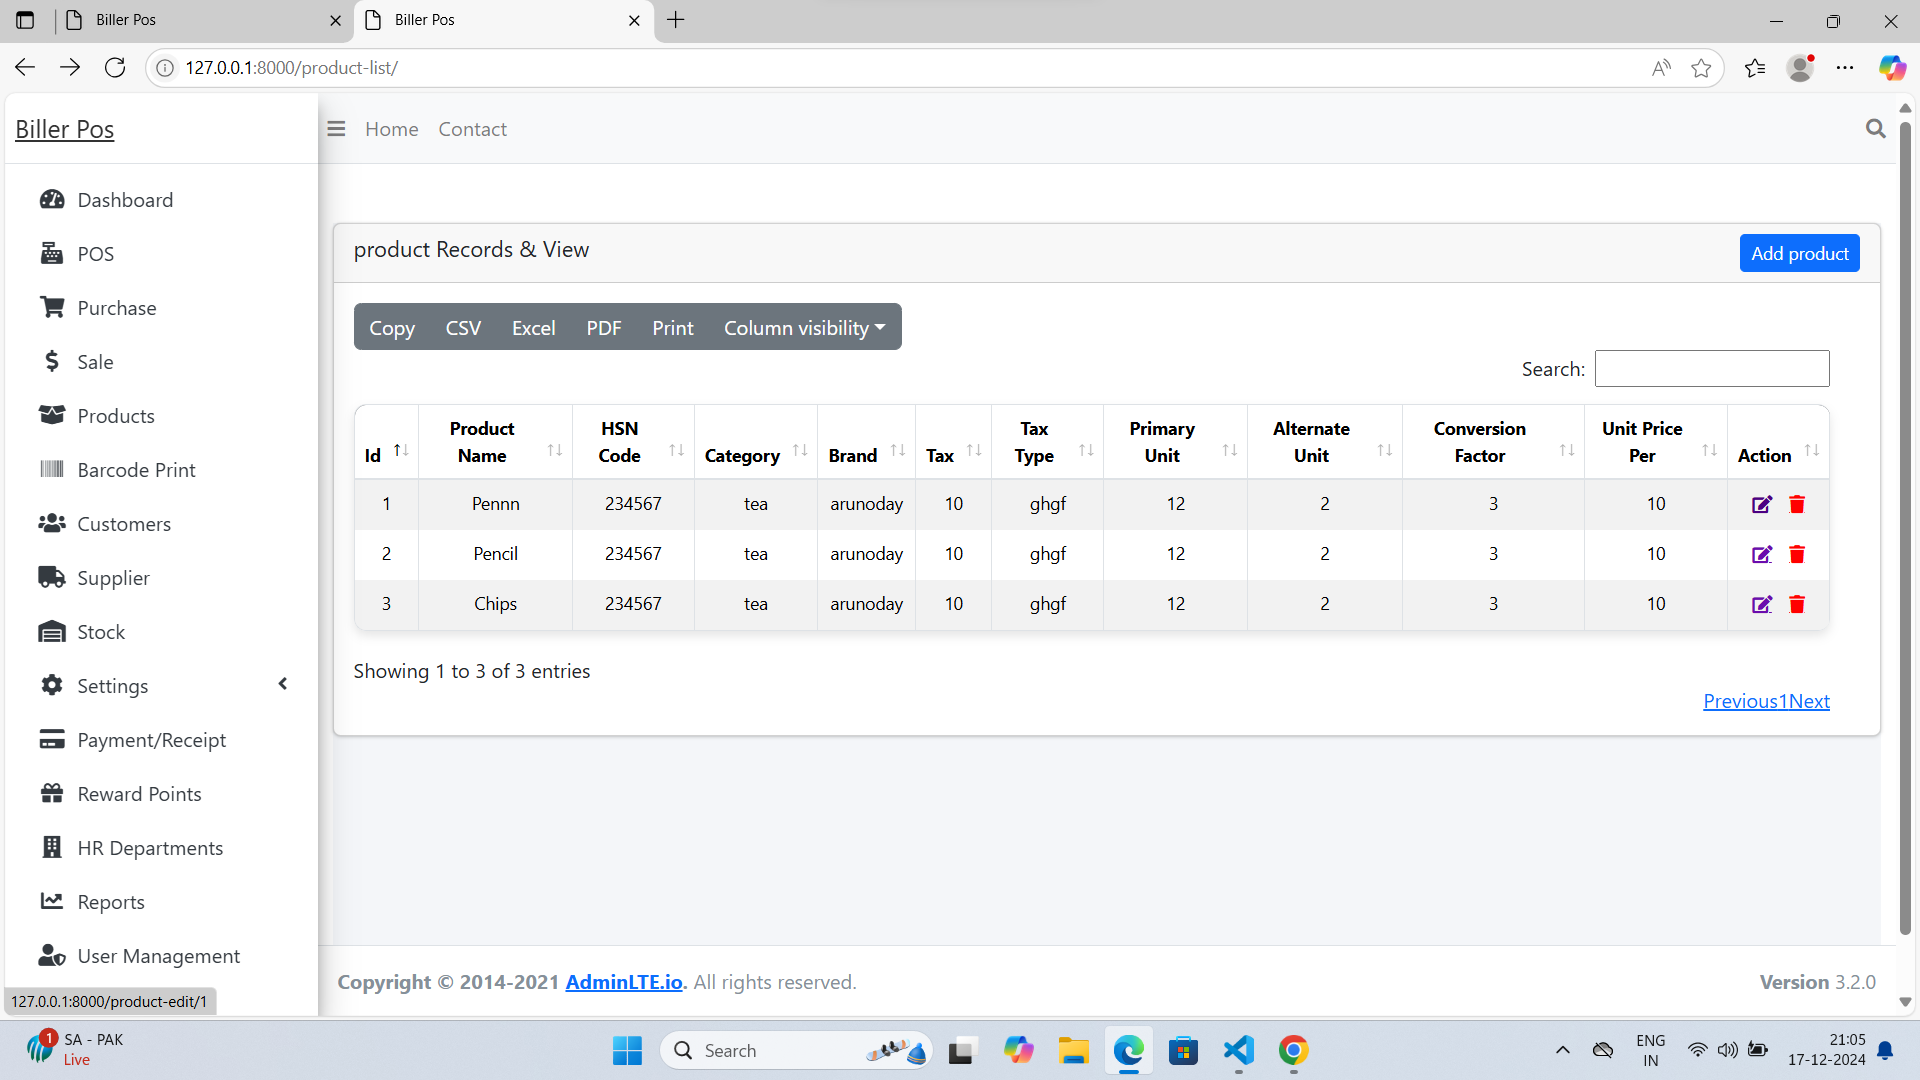 Biller Pos
Biller Pos
127.0.0.1:8000/product-list/
Biller Pos
Home Contact
Dashboard
POS
Purchase
Sale
Products
Barcode Print
Customers
Supplier
Stock
Settings
Payment/Receipt
Reward Points
HR Departments
Reports
User Management
127.0.0.1:8000/product-edit/1
product Records & View
Add product
Copy CSV Excel PDF Print Column visibility
Search:
Id Product Name HSN Code Category Brand Tax Tax Type Primary Unit Alternate Unit Conversion Factor Unit Price Per Action
1 Pennn 234567 tea arunoday 10 ghgf 12 2 3 10
2 Pencil 234567 tea arunoday 10 ghgf 12 2 3 10
3 Chips 234567 tea arunoday 10 ghgf 12 2 3 10
Showing 1 to 3 of 3 entries
Previous1Next
Copyright © 2014-2021 AdminLTE.io. All rights reserved.
Version 3.2.0
1
SA - PAK
Live
Search
ENG
IN
21:05
17-12-2024